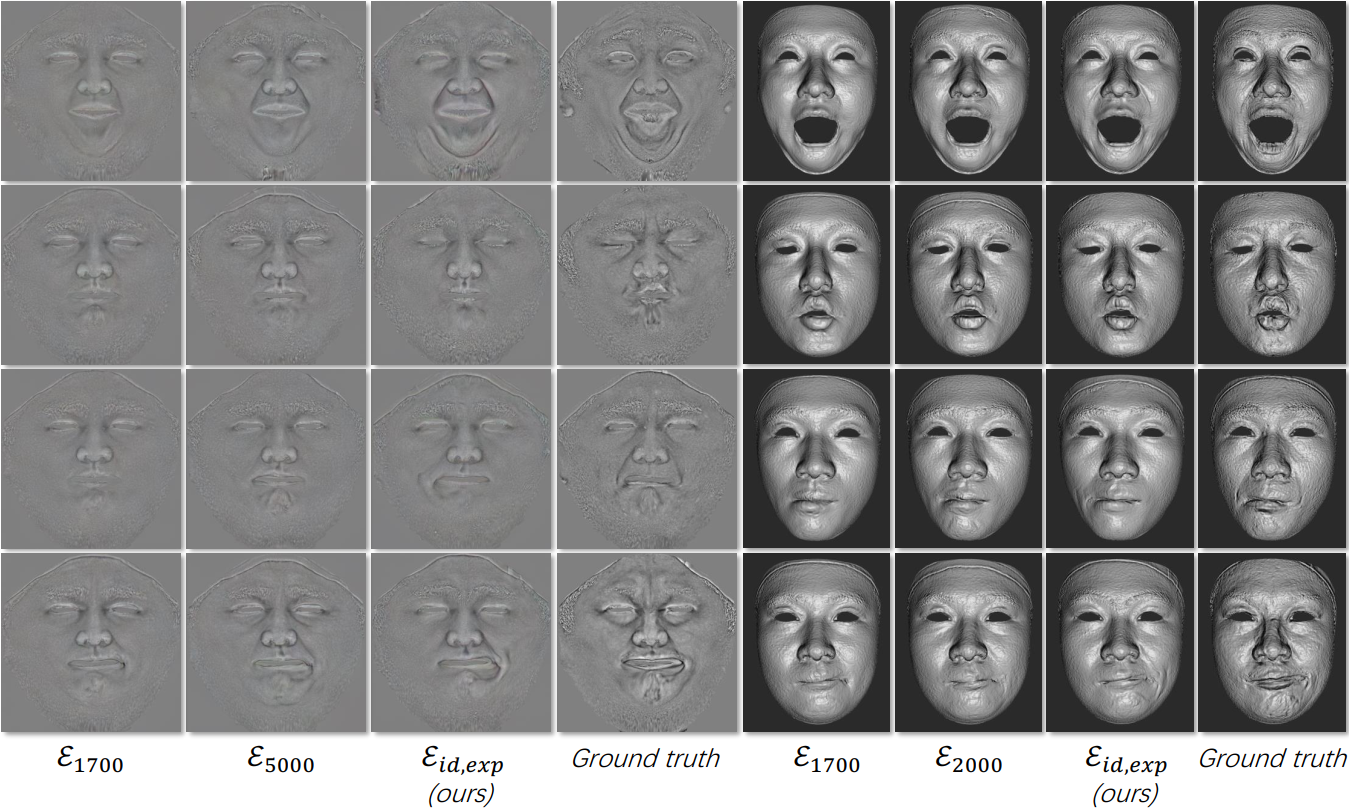 ℰ1700 ℰ5000 ℰid,exp Ground truth ℰ1700 ℰ2000 ℰid,exp Ground truth
(ours) (ours)